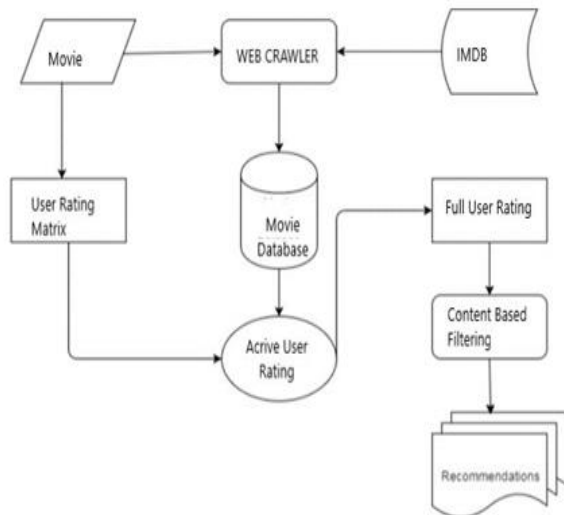 Movie
WEB CRAWLER
IMDB
User Rating
Matrix
Movie
Database
Full User Rating
Acrive User
Rating
Content Based
Filtering
Recommendations